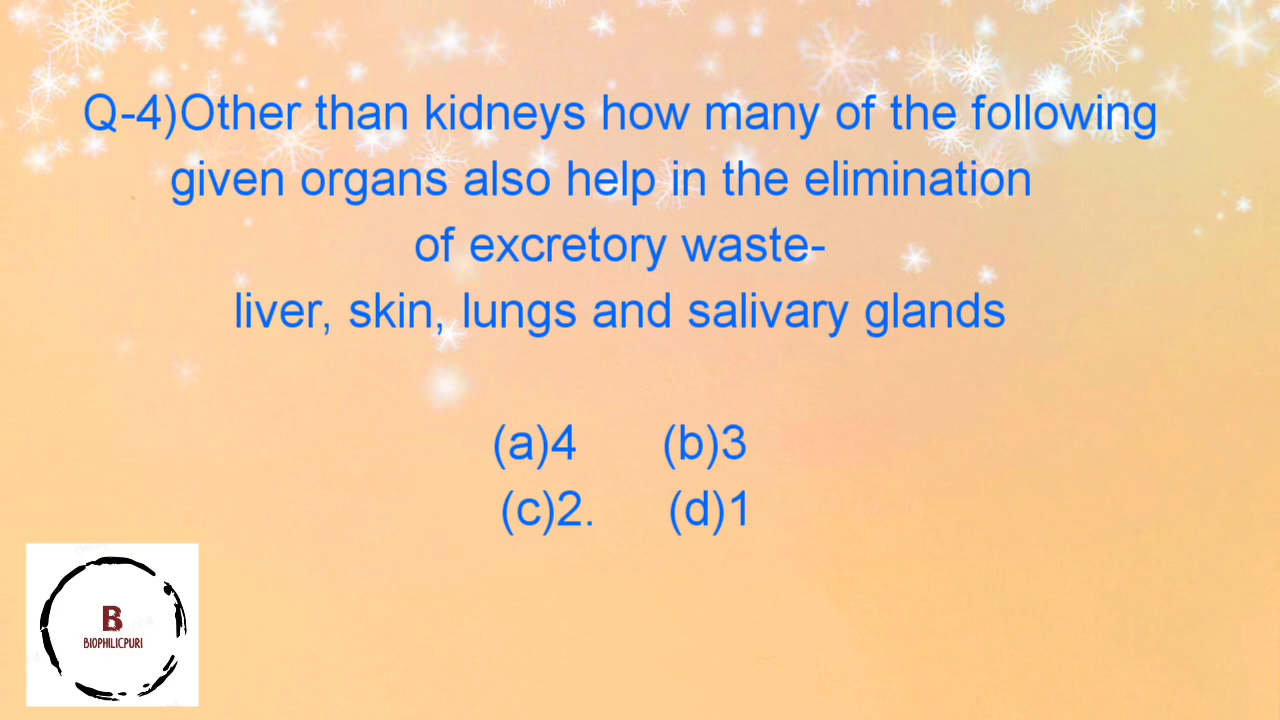 Q-4)Other than kidneys how many of the following
given organs also help in the elimination
of excretory waste-
liver, skin, lungs and salivary glands
(a)4 (b)3
(c)2. (d)1
B
BIOPHILICPURI